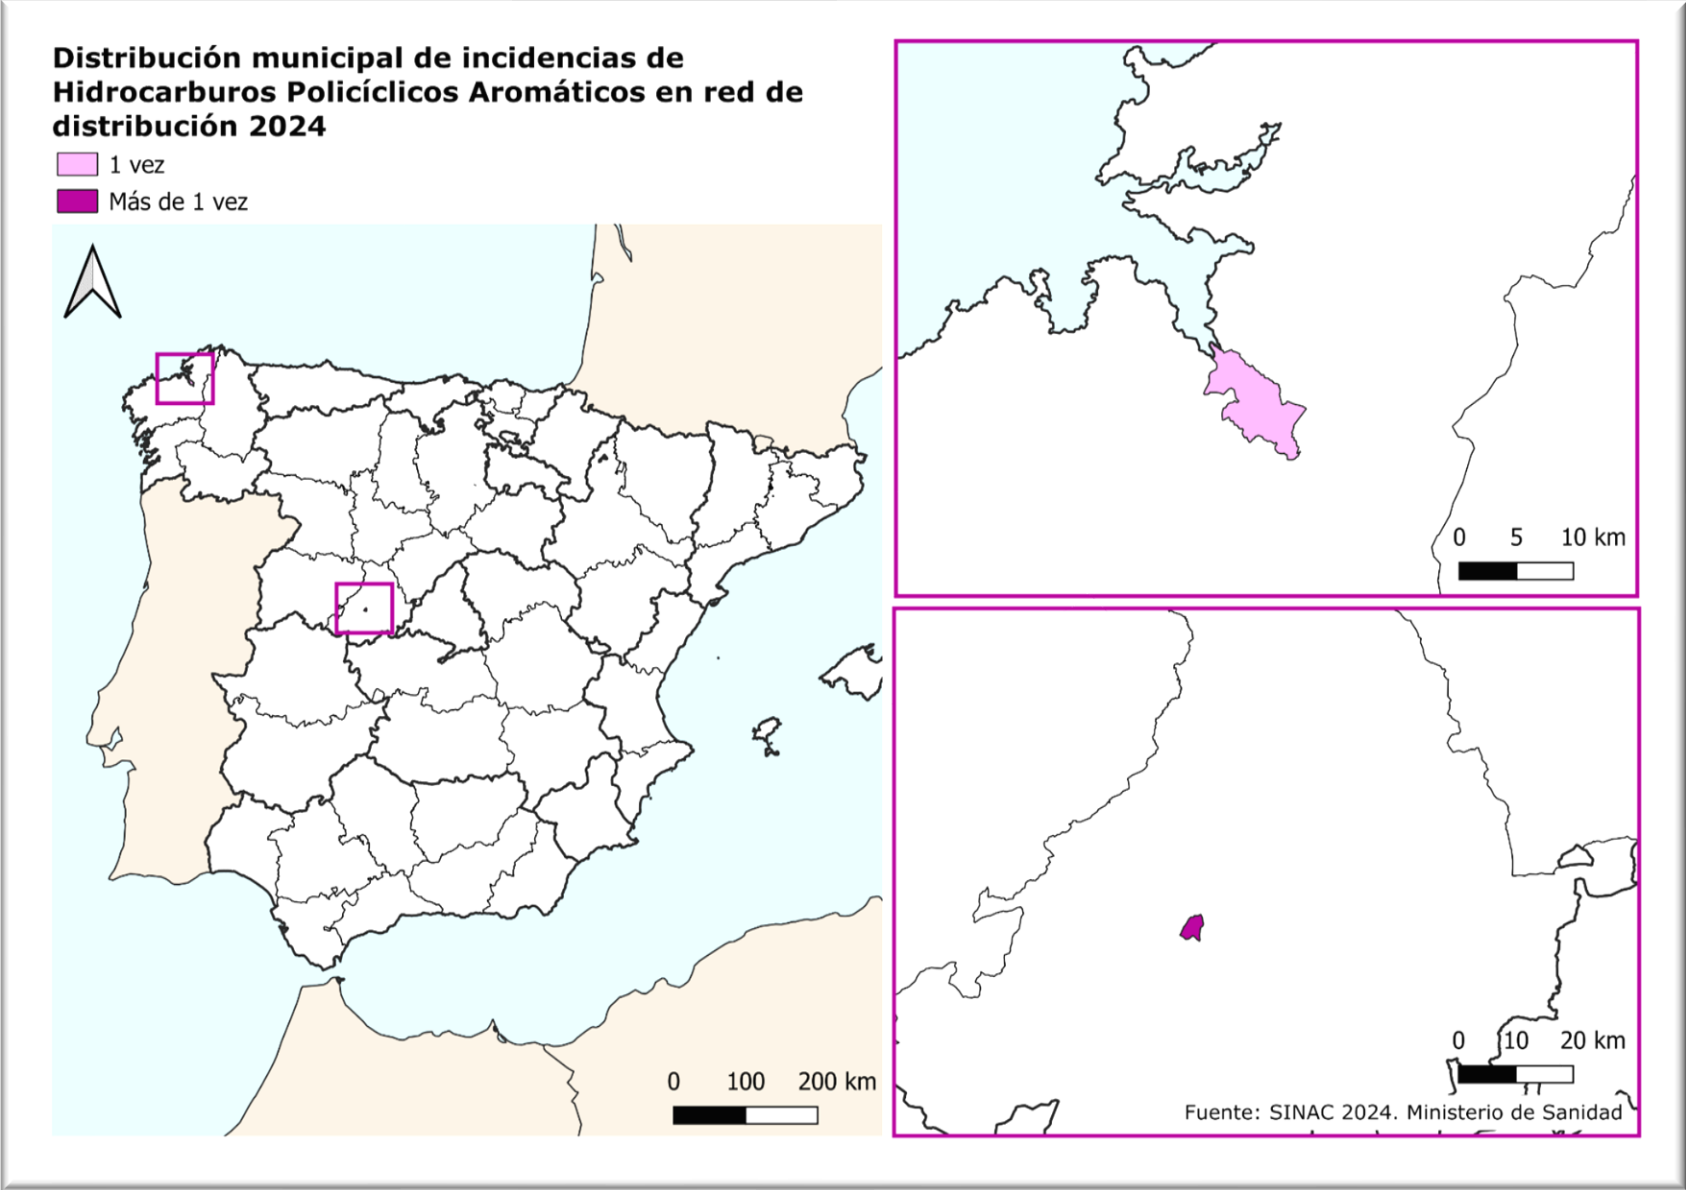 Distribución municipal de incidencias de
Hidrocarburos Policíclicos Aromáticos en red de
distribución 2024
1 vez
Más de 1 vez
0 100 200 km
0 5 10 km
0 10 20 km
Fuente: SINAC 2024. Ministerio de Sanidad